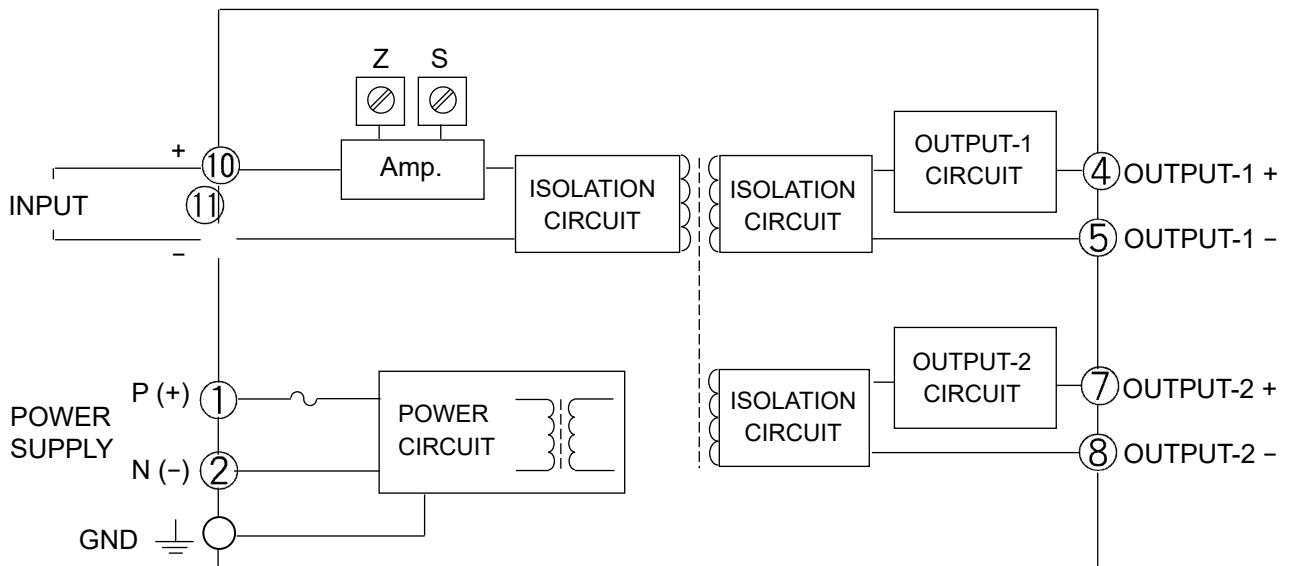 Z S
+ 10
Amp.
11
INPUT
−
ISOLATION
CIRCUIT
ISOLATION
CIRCUIT
OUTPUT-1
CIRCUIT
4 OUTPUT-1 +
5 OUTPUT-1 −
P (+) 1
POWER
SUPPLY
N (−) 2
GND
POWER
CIRCUIT
ISOLATION
CIRCUIT
OUTPUT-2
CIRCUIT
7 OUTPUT-2 +
8 OUTPUT-2 −